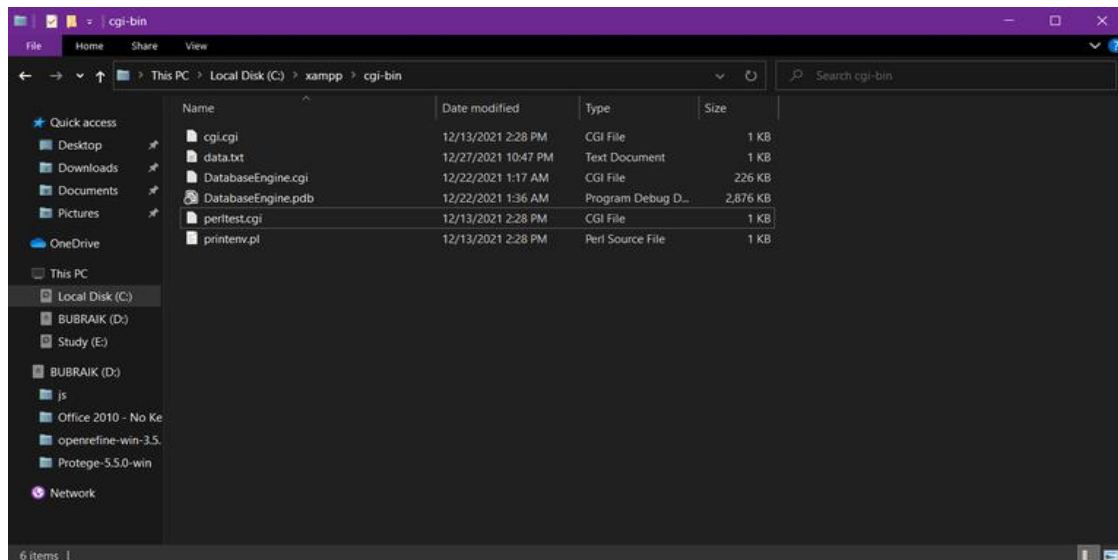 cgi-bin
File Home Share View
This PC > Local Disk (C:) > xampp > cgi-bin
Search cgi-bin
Name Date modified Type Size
cgi.cgi 12/13/2021 2:28 PM CGI File 1 KB
data.txt 12/27/2021 10:47 PM Text Document 1 KB
DatabaseEngine.cgi 12/22/2021 1:17 AM CGI File 226 KB
DatabaseEngine.pdb 12/22/2021 1:36 AM Program Debug D... 2,876 KB
perltest.cgi 12/13/2021 2:28 PM CGI File 1 KB
printenv.pl 12/13/2021 2:28 PM Perl Source File 1 KB
Quick access
Desktop
Downloads
Documents
Pictures
OneDrive
This PC
Local Disk (C:)
BUBRAIK (D:)
Study (E:)
BUBRAIK (D:)
js
Office 2010 - No Ke
openrefine-win-3.5.
Protege-5.5.0-win
Network
6 items